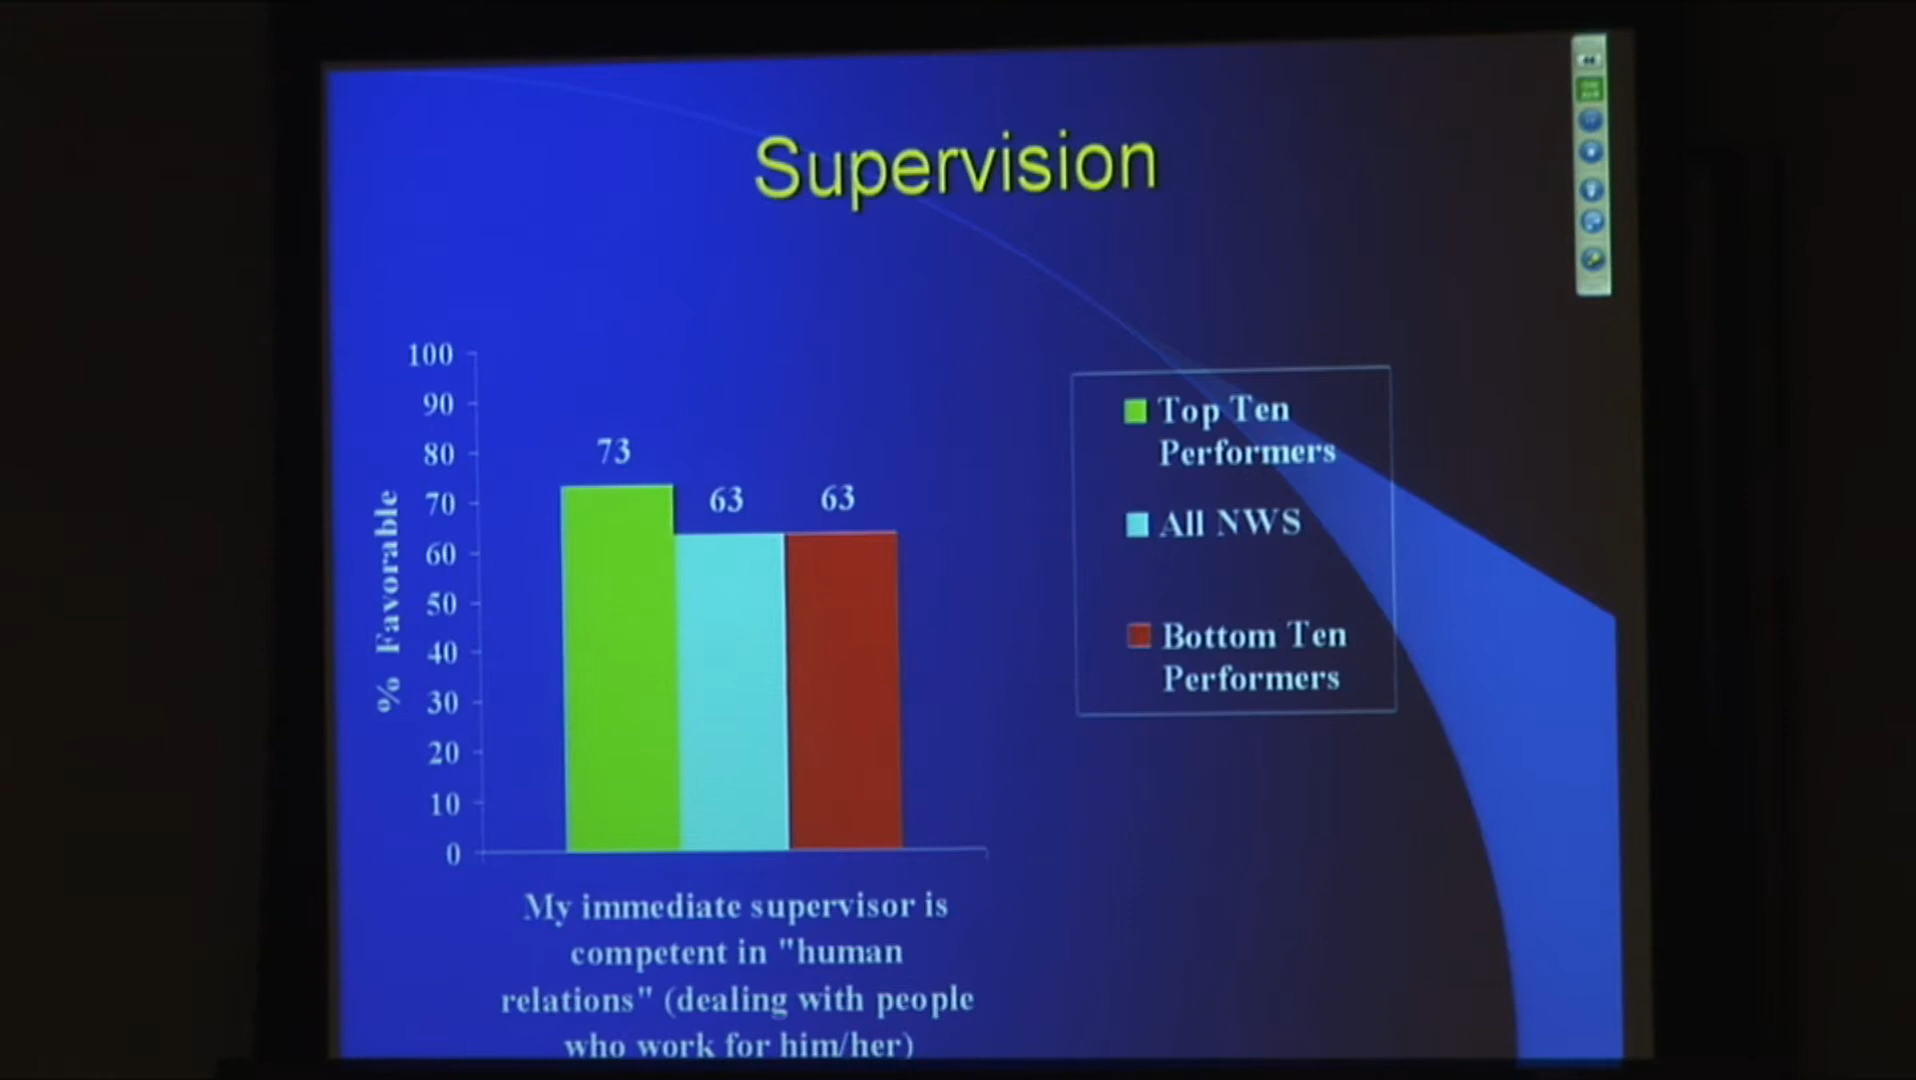 Supervision
100
90
80
70
60
50
40
30
20
10
0
% Favorable
73
63
63
Top Ten
Performers
All NWS
Bottom Ten
Performers
My immediate supervisor is
competent in "human
relations" (dealing with people
who work for him/her)